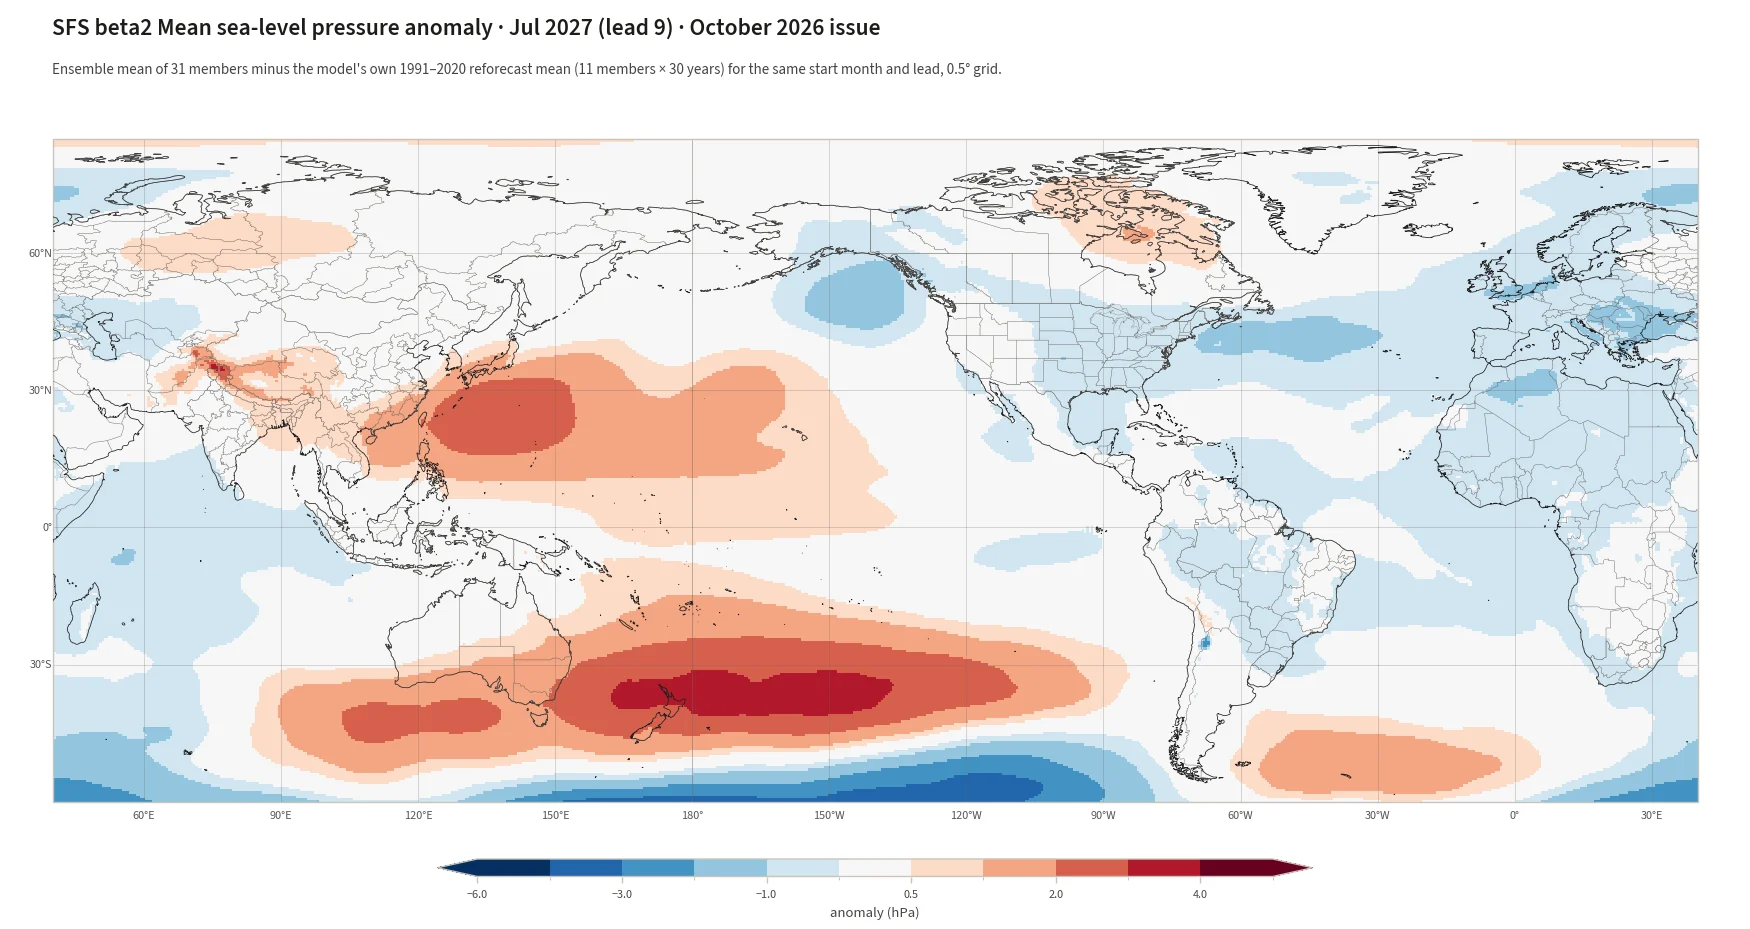 SFS beta2 Mean sea-level pressure anomaly · Jul 2027 (lead 9) · October 2026 issue
Ensemble mean of 31 members minus the model's own 1991–2020 reforecast mean (11 members × 30 years) for the same start month and lead, 0.5° grid.
60°N
30°N
0°
30°S
60°E 90°E 120°E 150°E 180° 150°W 120°W 90°W 60°W 30°W 0° 30°E
−6.0 −3.0 −1.0 0.5 2.0 4.0
anomaly (hPa)